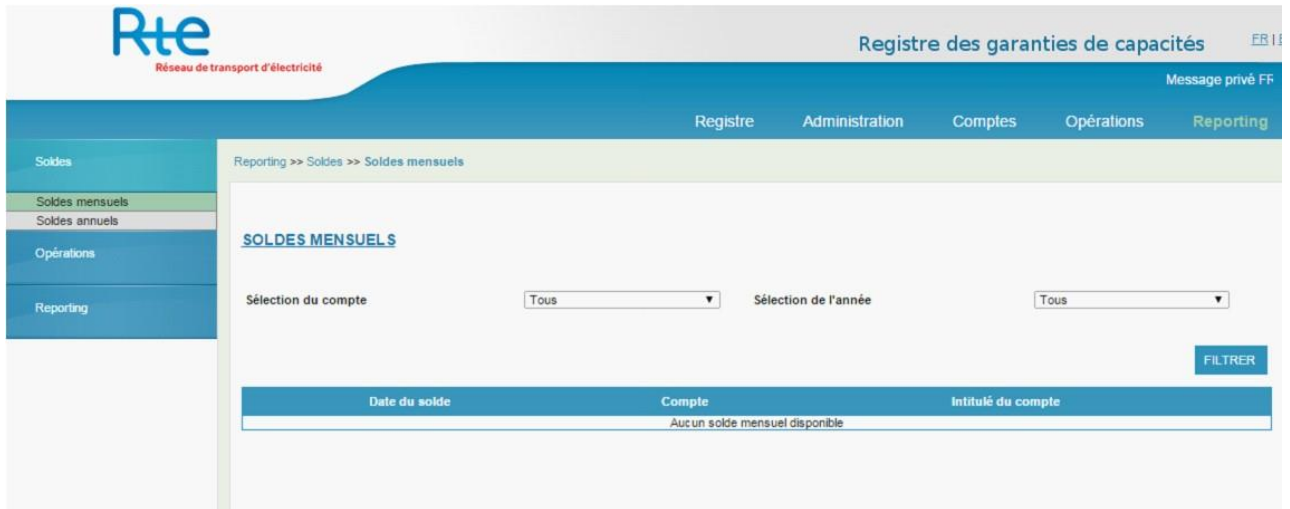 Rte
Réseau de transport d'électricité
Registre des garanties de capacités
FR |
Message privé FR
Registre Administration Comptes Opérations Reporting
Soldes
Reporting >> Soldes >> Soldes mensuels
Soldes mensuels
Soldes annuels
SOLDES MENSUELS
Opérations
Sélection du compte Tous Sélection de l'année Tous
Reporting
FILTRER
Date du solde Compte Intitulé du compte
Aucun solde mensuel disponible